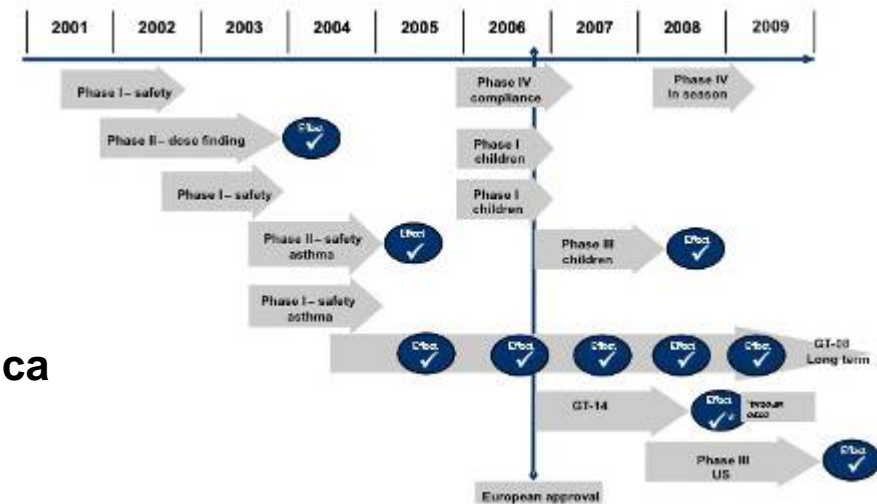 2001 2002 2003 2004 2005 2006 2007 2008 2009
Phase I – safety
Phase IV
compliance
Phase IV
in season
Phase II – dose finding
Effect
Phase I
children
Phase I – safety
Phase I
children
Phase II – safety
asthma
Effect
Phase III
children
Effect
Phase I – safety
asthma
Effect
Effect
Effect
Effect
Effect
GT-08
Long term
ca
GT-14
Effect
Phase III
US
Effect
European approval